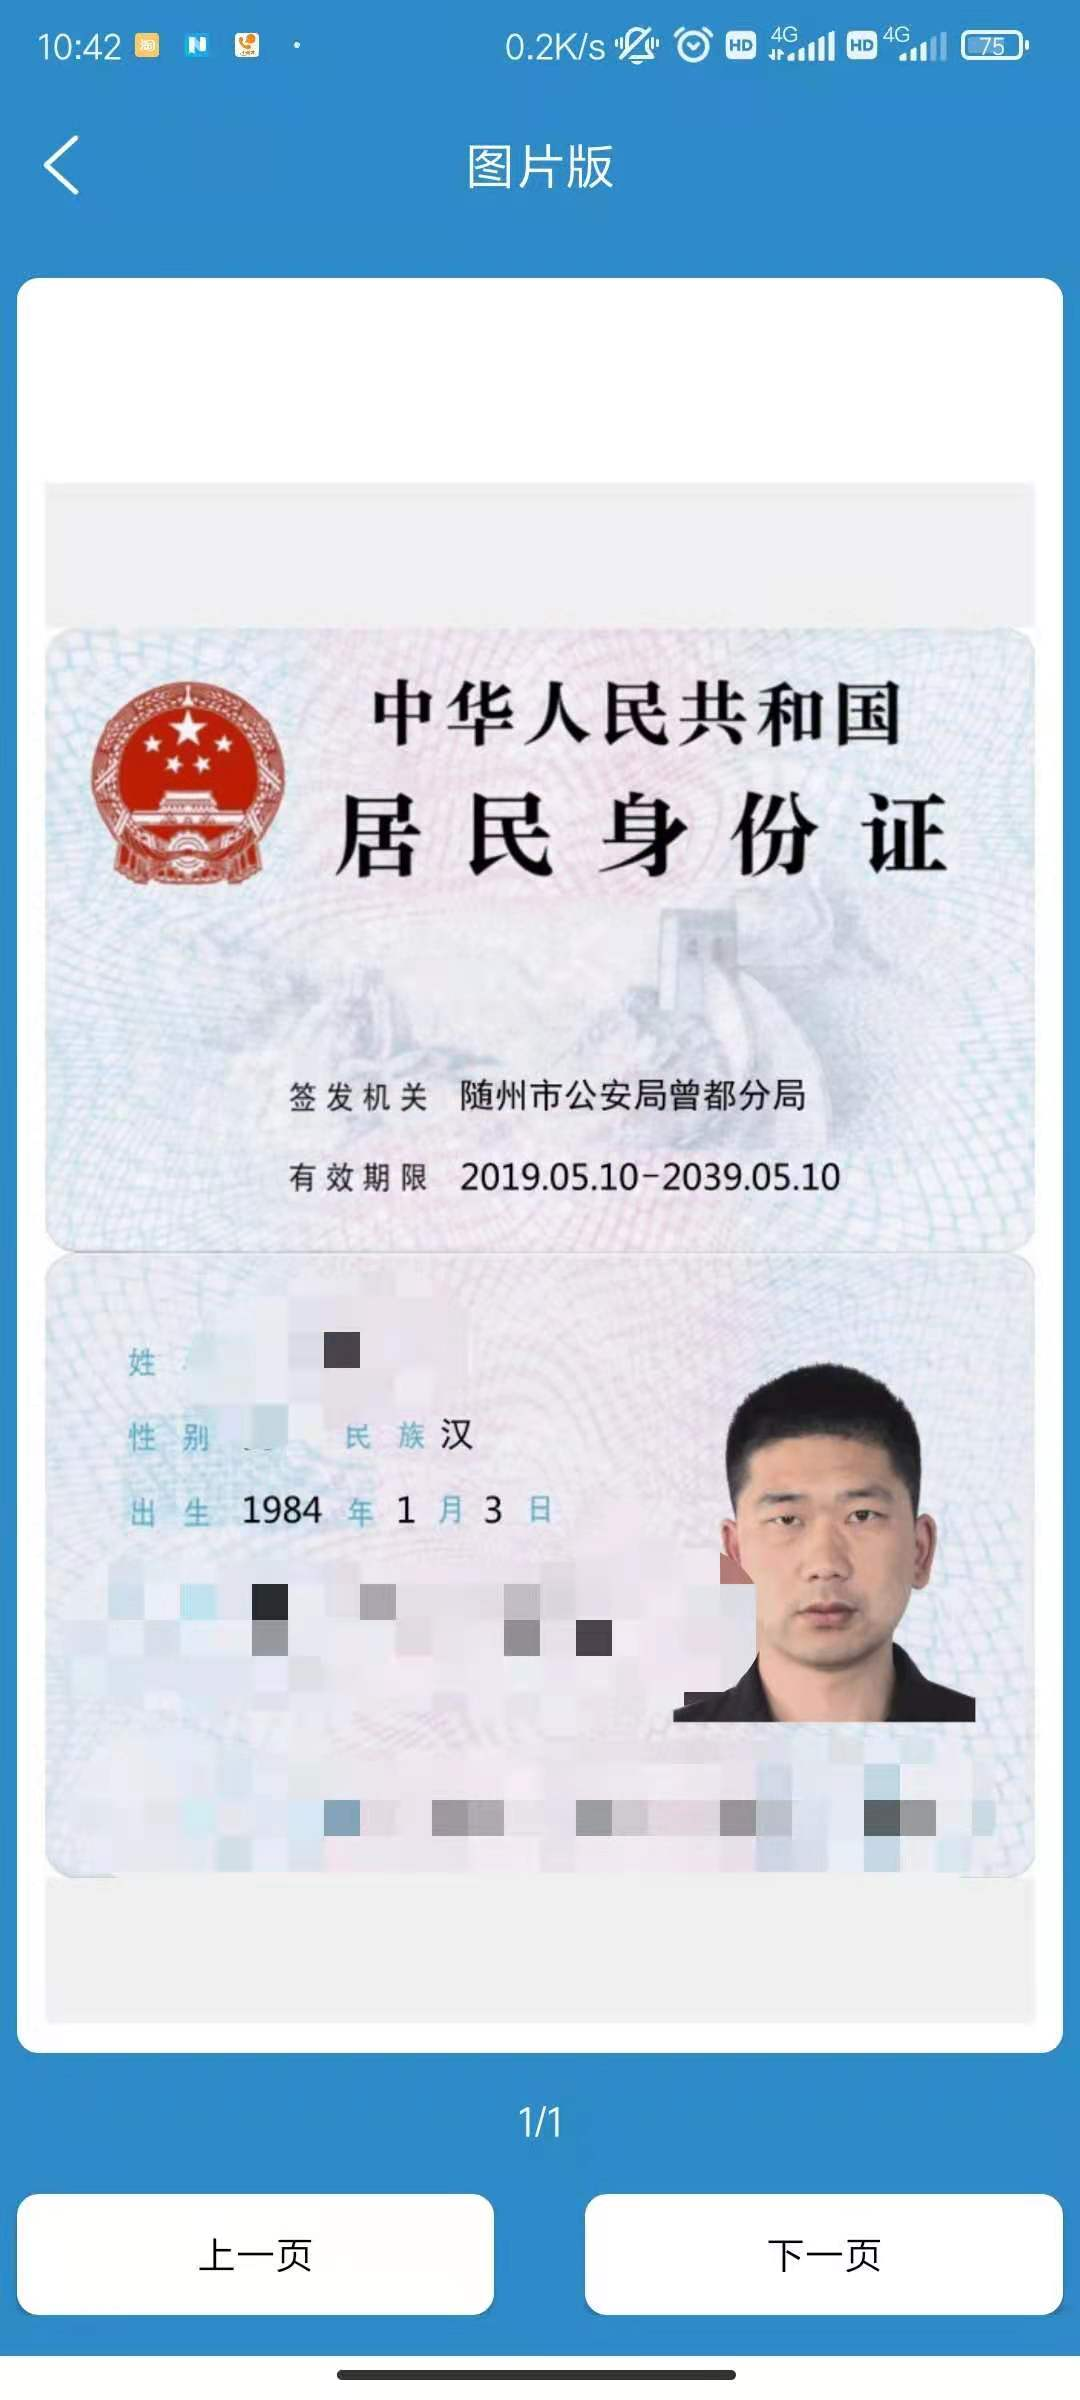 10:42
0.2K/s HD 4G HD 4G 75
图片版
中华人民共和国
居民身份证
签发机关 随州市公安局曾都分局
有效期限 2019.05.10-2039.05.10
姓
性别 民族 汉
出生 1984 年 1 月 3 日
1/1
上一页 下一页